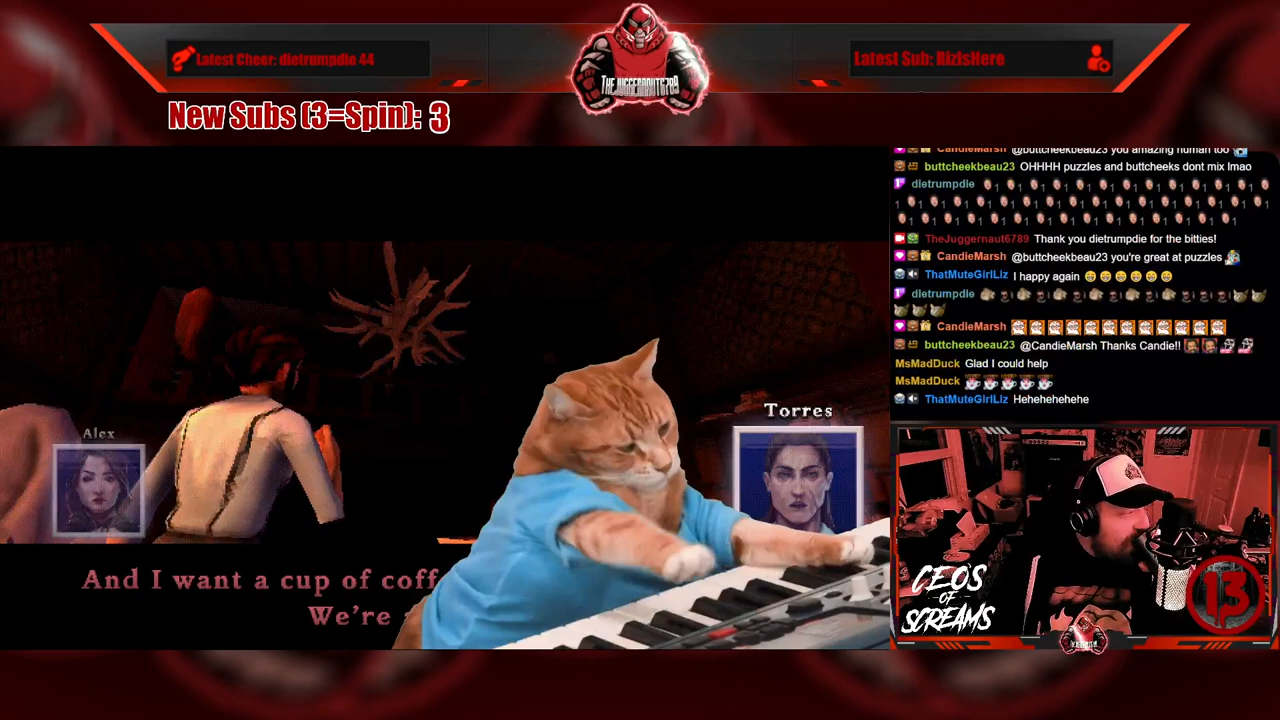 Latest Cheer: dietrumpdie 44
THEJUGGERNAUT6789
Latest Sub: RizIsHere
New Subs (3=Spin): 3
CandieMarsh @buttcheekbeau23 you amazing human too
buttcheekbeau23 OHHHH puzzles and buttcheeks dont mix lmao
dietrumpdie
TheJuggernaut6789 Thank you dietrumpdie for the bitties!
CandieMarsh @buttcheekbeau23 you're great at puzzles
ThatMuteGirlLiz I happy again
dietrumpdie
CandieMarsh
buttcheekbeau23 @CandieMarsh Thanks Candie!!
MsMadDuck Glad I could help
MsMadDuck
ThatMuteGirlLiz Hehehehehehe
Torres
Alex
And I want a cup of coff
We're
CEOS
OF
SCREAMS
13